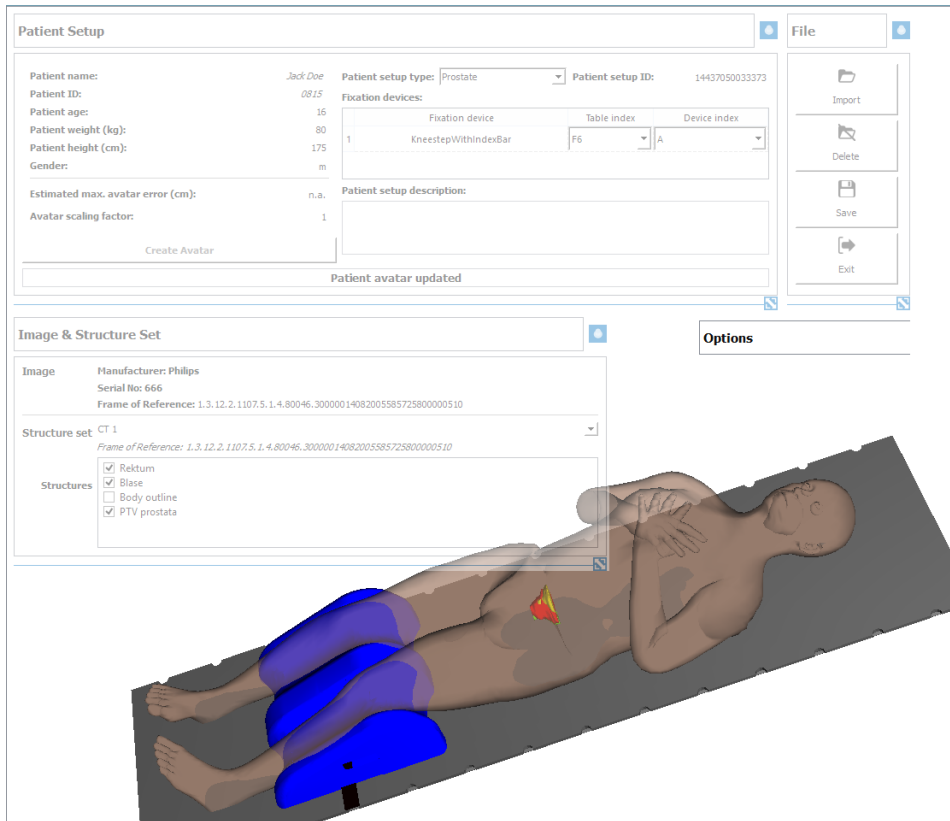 Patient Setup
File
Patient name: Jack Doe
Patient ID: 0815
Patient age: 16
Patient weight (kg): 80
Patient height (cm): 175
Gender: m
Estimated max. avatar error (cm): n.a.
Avatar scaling factor: 1
Create Avatar
Patient setup type: Prostate Patient setup ID: 14437050033373
Fixation devices:
Fixation device Table index Device index
1 KneestepWithIndexBar F6 A
Patient setup description:
Patient avatar updated
Import
Delete
Save
Exit
Image & Structure Set
Options
Image Manufacturer: Philips
Serial No: 666
Frame of Reference: 1.3.12.2.1107.5.1.4.80046.30000014082005585725800000510
Structure set CT 1
Frame of Reference: 1.3.12.2.1107.5.1.4.80046.30000014082005585725800000510
Structures
Rektum
Blase
Body outline
PTV prostata